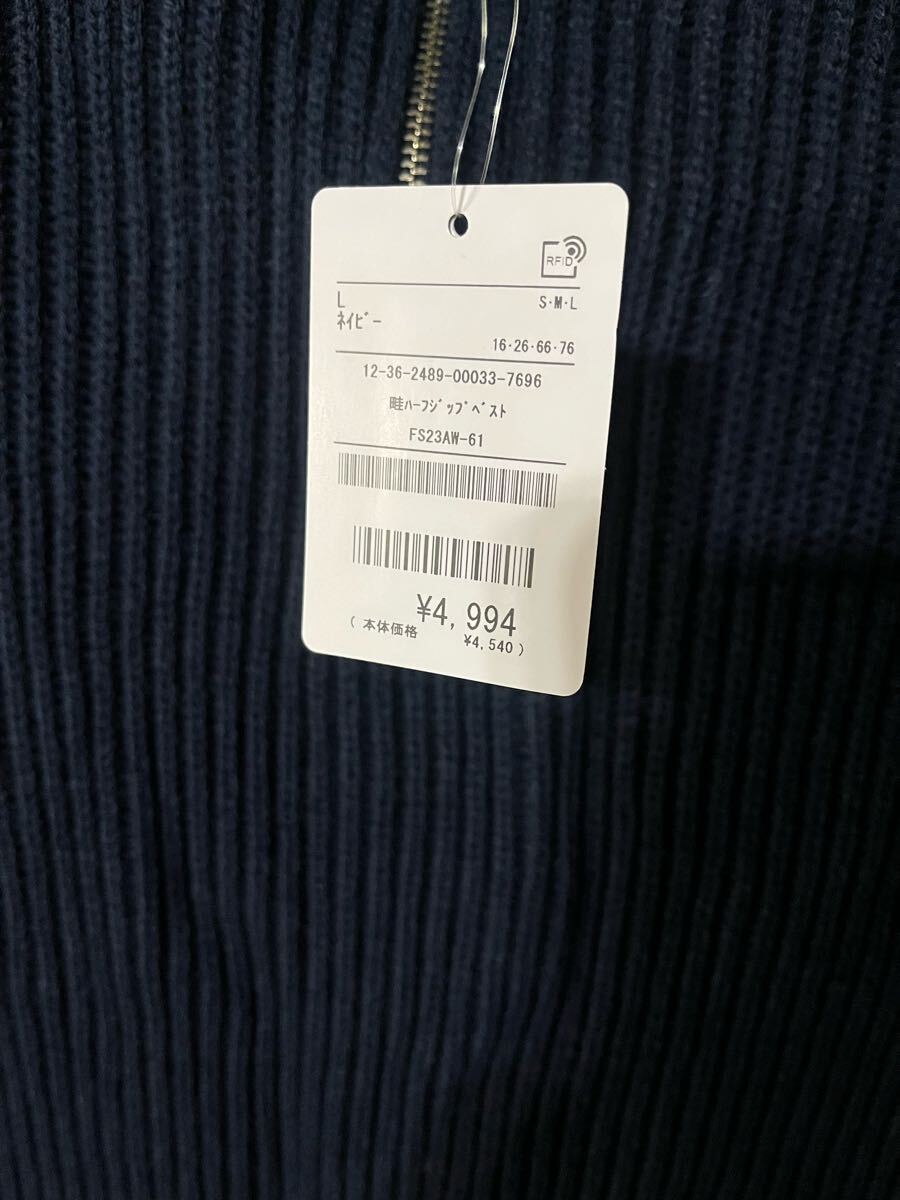 RFID
L
S·M·L
ﾈｲﾋﾞｰ
16·26·66·76
12-36-2489-00033-7696
畦ﾊｰﾌｼﾞｯﾌﾟﾍﾞｽﾄ
FS23AW-61
¥4,994
( 本体価格 ¥4,540 )